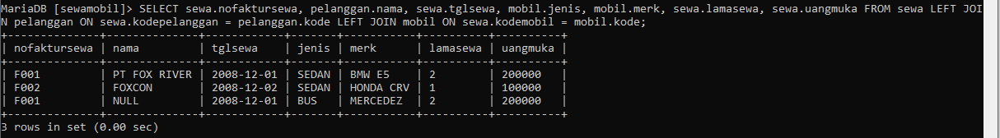 MariaDB [sewamobil]> SELECT sewa.nofaktursewa, pelanggan.nama, sewa.tglsewa, mobil.jenis, mobil.merk, sewa.lamasewa, sewa.uangmuka FROM sewa LEFT JOI
N pelanggan ON sewa.kodepelanggan = pelanggan.kode LEFT JOIN mobil ON sewa.kodemobil = mobil.kode;
+--------------+--------------+------------+-------+-----------+----------+----------+
| nofaktursewa | nama         | tglsewa    | jenis | merk      | lamasewa | uangmuka |
+--------------+--------------+------------+-------+-----------+----------+----------+
| F001         | PT FOX RIVER | 2008-12-01 | SEDAN | BMW E5    | 2        | 200000   |
| F002         | FOXCON       | 2008-12-02 | SEDAN | HONDA CRV | 1        | 100000   |
| F001         | NULL         | 2008-12-01 | BUS   | MERCEDEZ  | 2        | 200000   |
+--------------+--------------+------------+-------+-----------+----------+----------+
3 rows in set (0.00 sec)